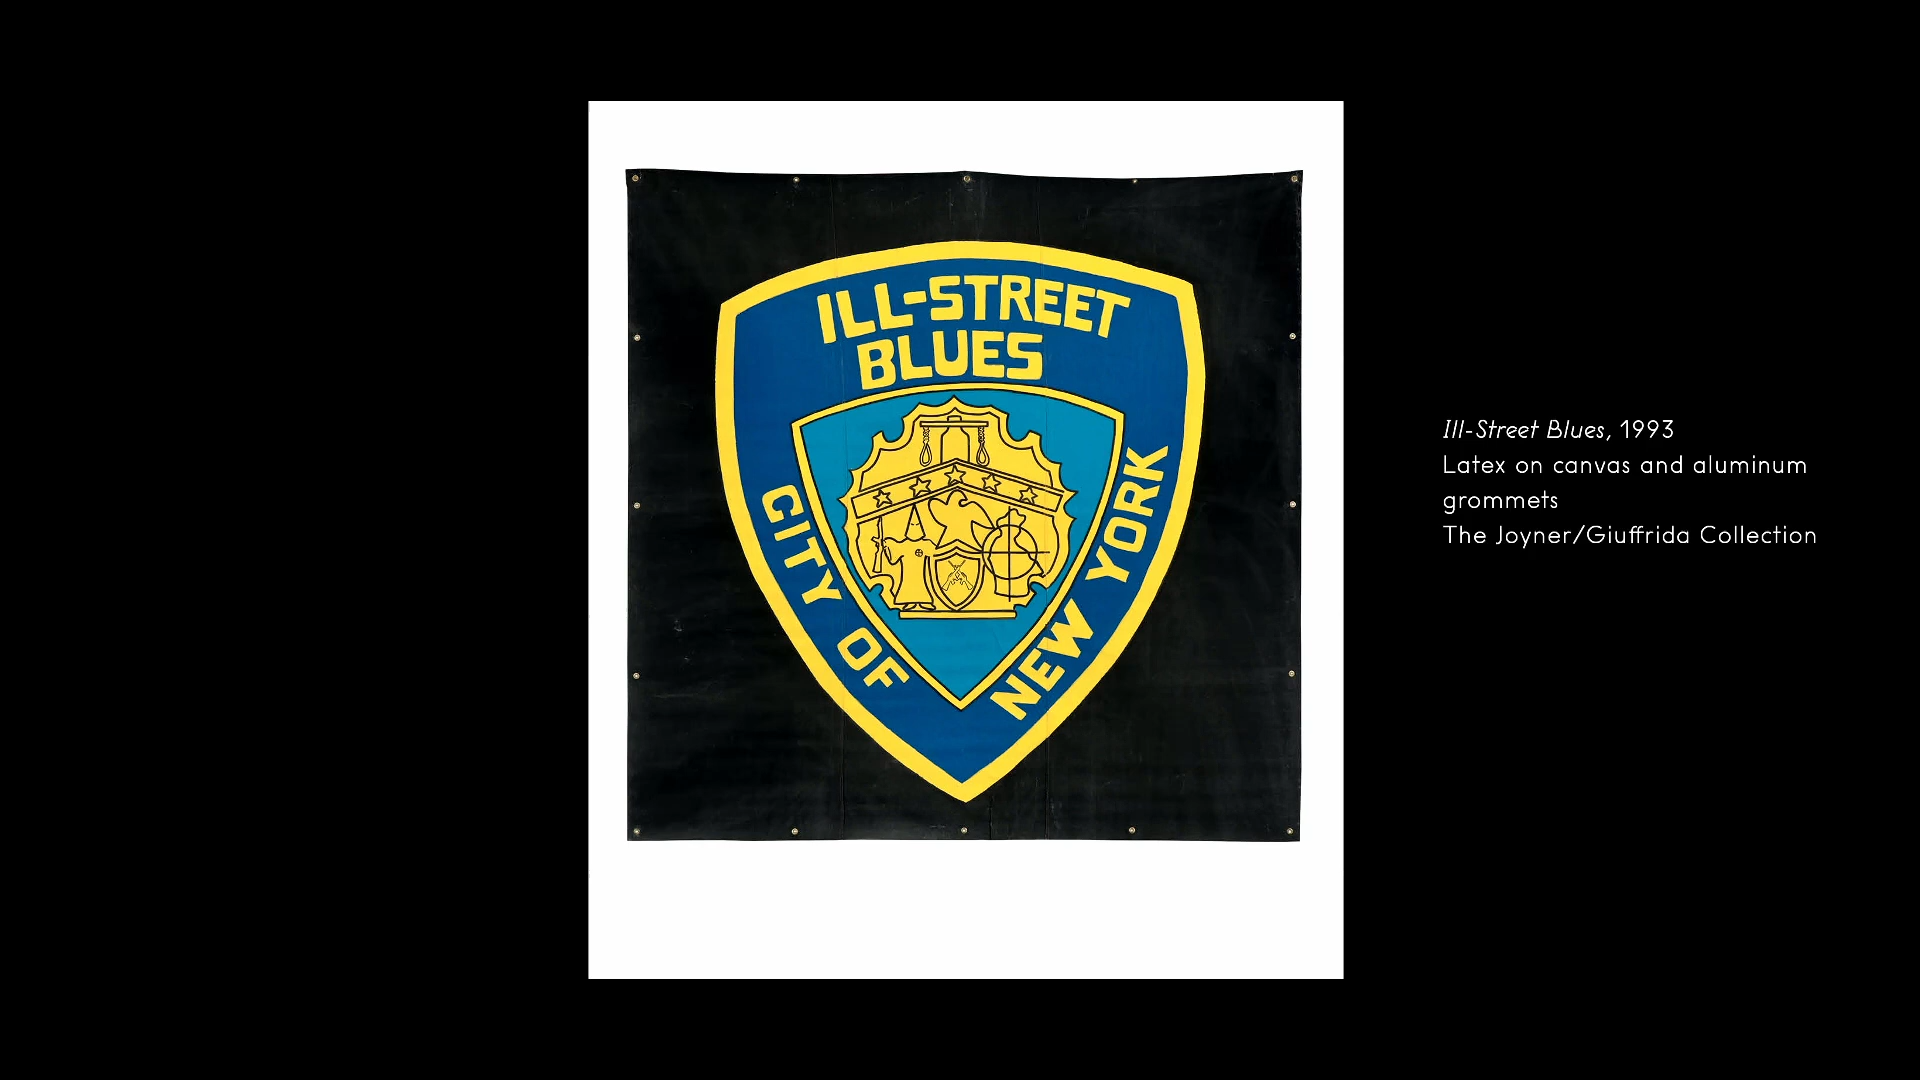 ILL-STREET
BLUES
CITY OF
NEW YORK
Ill-Street Blues, 1993
Latex on canvas and aluminum
grommets
The Joyner/Giuffrida Collection